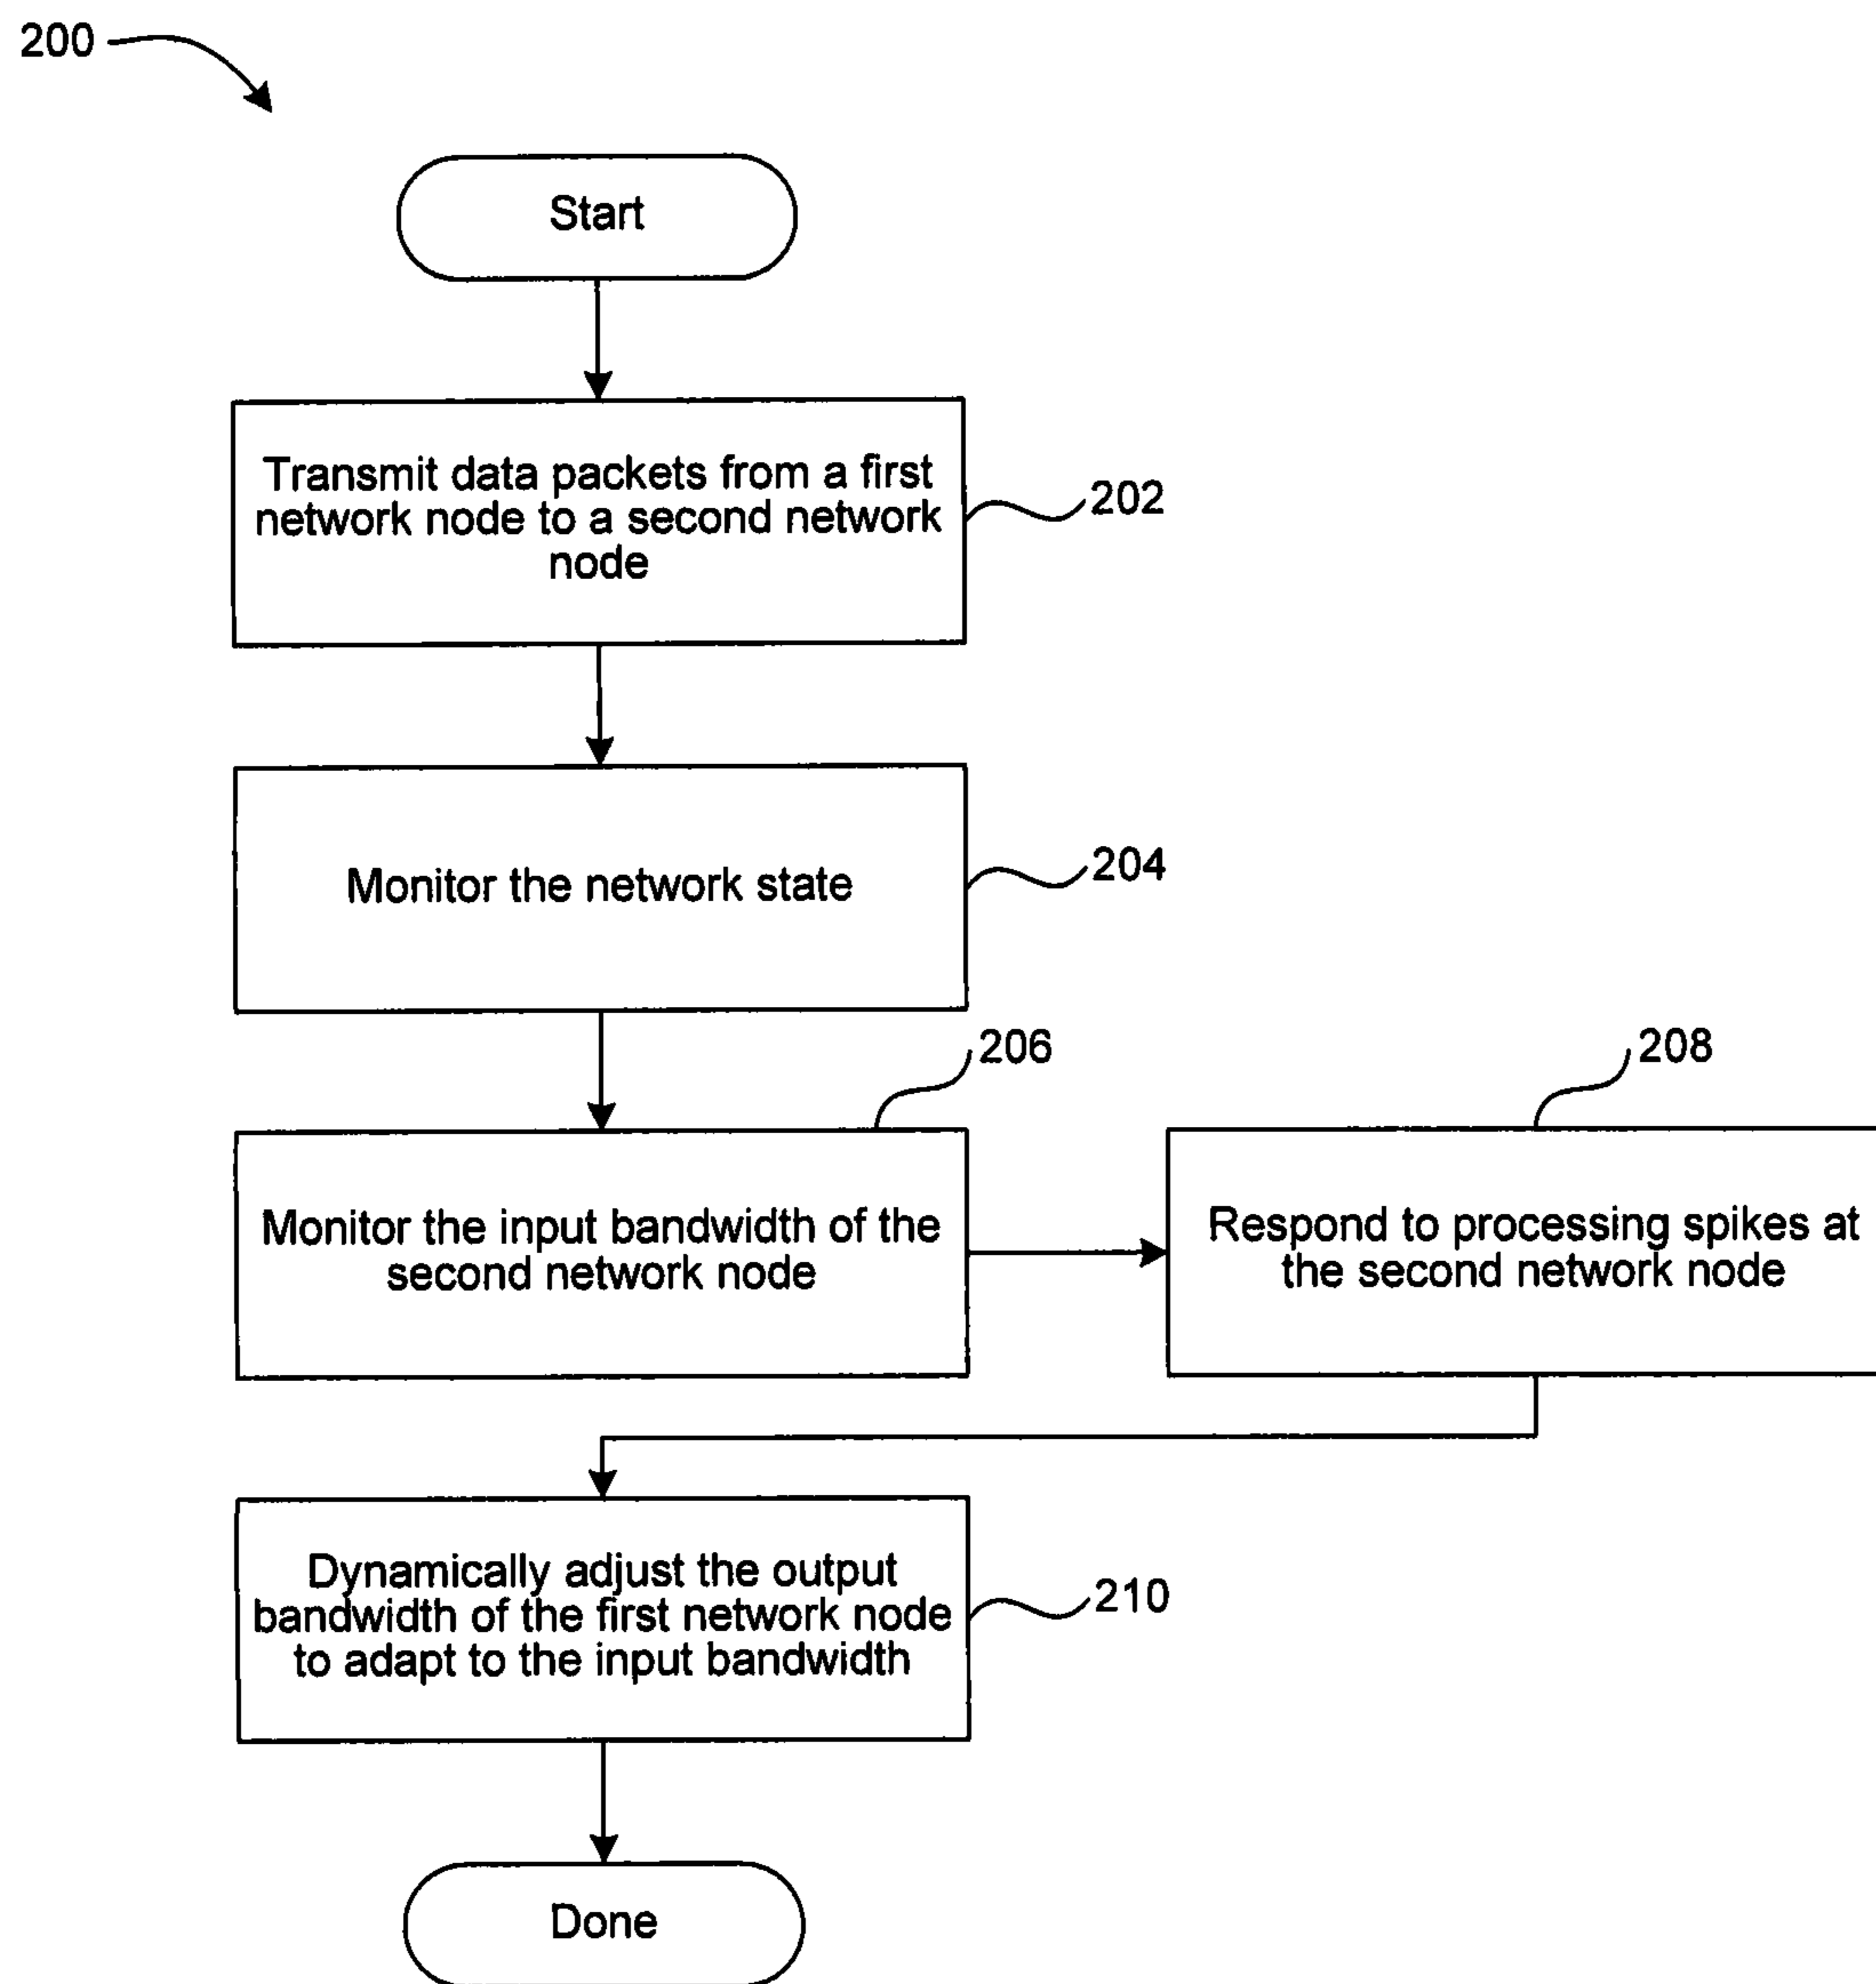 200
Start
Transmit data packets from a first
network node to a second network
node
202
Monitor the network state
204
206
208
Monitor the input bandwidth of the
second network node
Respond to processing spikes at
the second network node
Dynamically adjust the output
bandwidth of the first network node
to adapt to the input bandwidth
210
Done